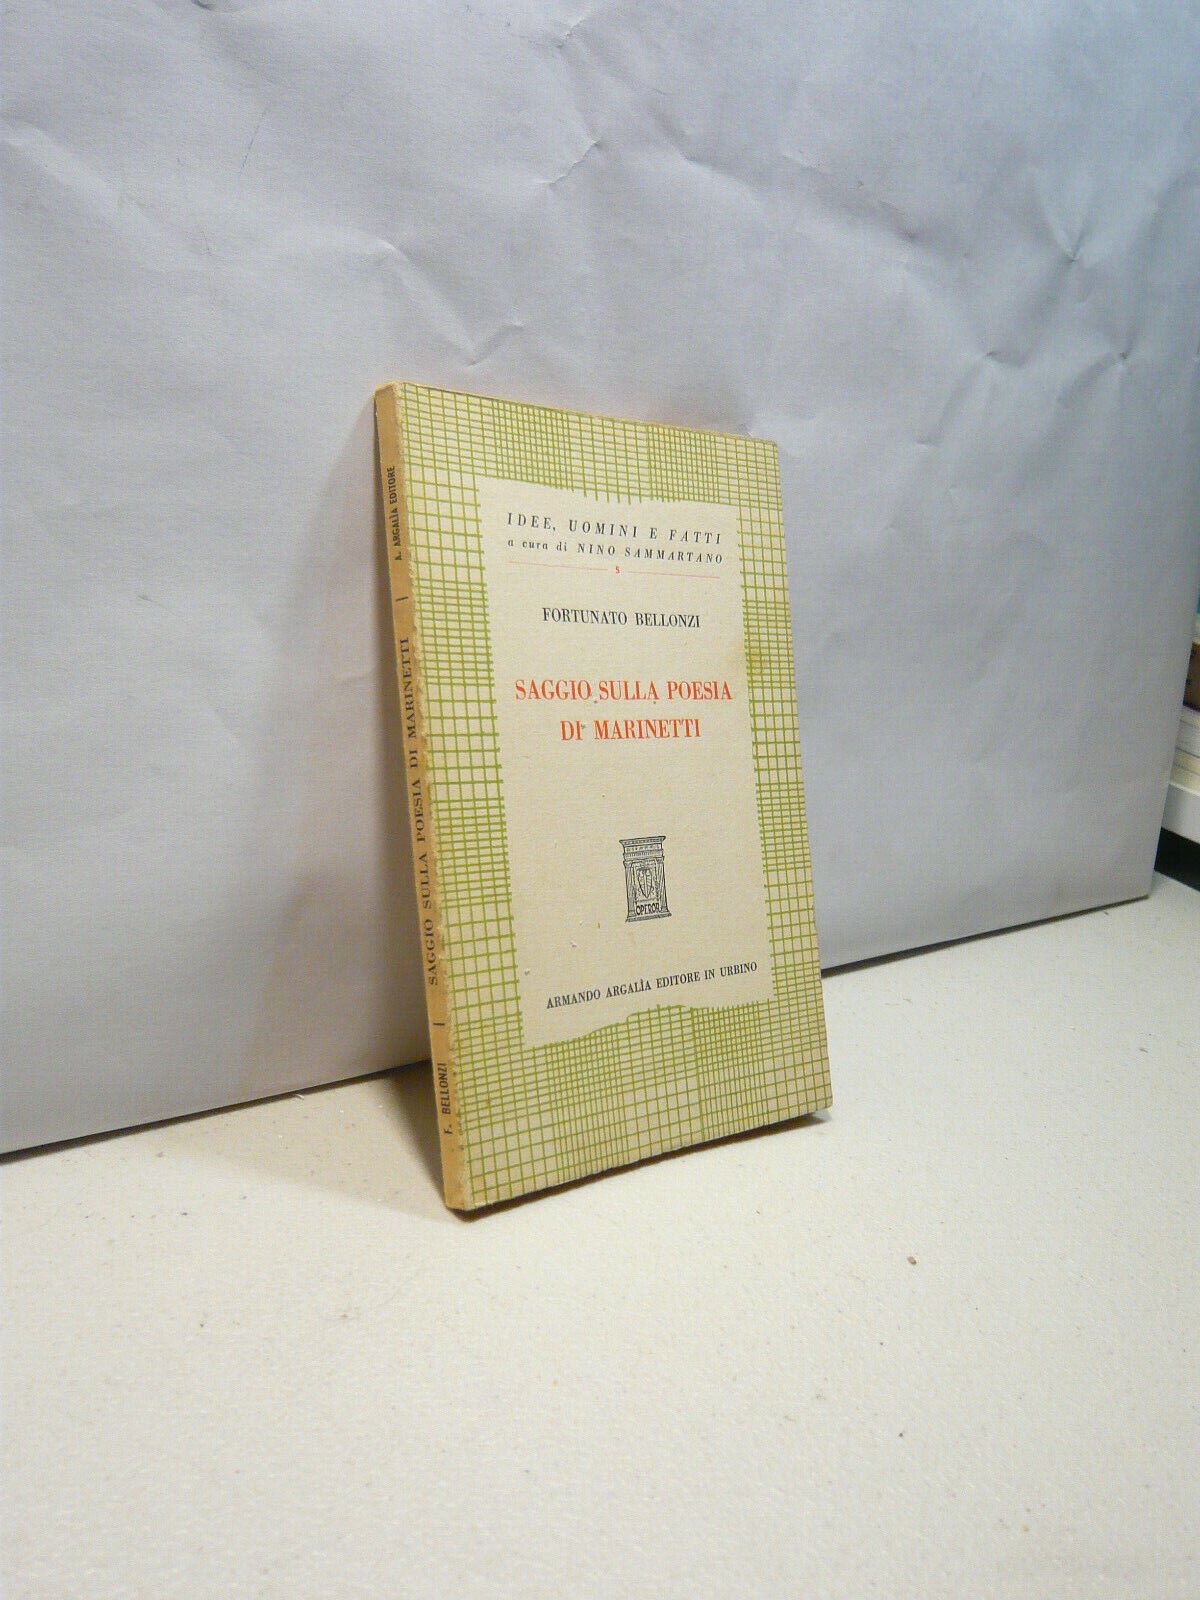 IDEE, UOMINI E FATTI
a cura di NINO SAMMARTANO
5
FORTUNATO BELLONZI
SAGGIO SULLA POESIA
DI MARINETTI
OPEROR
ARMANDO ARGALÌA EDITORE IN URBINO
F. BELLONZI | SAGGIO SULLA POESIA DI MARINETTI | A. ARGALÌA EDITORE